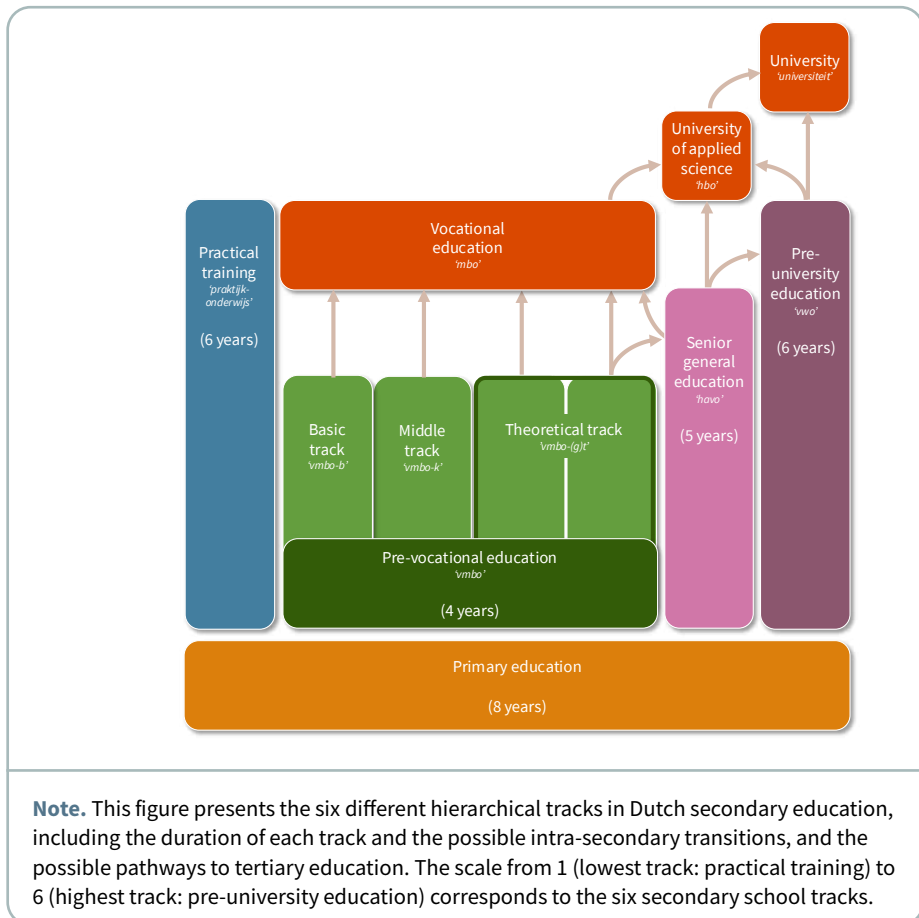 University
‘universiteit’
University
of applied
science
‘hbo’
Practical
training
‘praktijk-
onderwijs’
(6 years)
Vocational
education
‘mbo’
Pre-
university
education
‘vwo’
(6 years)
Senior
general
education
‘havo’
(5 years)
Basic
track
‘vmbo-b’
Middle
track
‘vmbo-k’
Theoretical track
‘vmbo-(g)t’
Pre-vocational education
‘vmbo’
(4 years)
Primary education
(8 years)
Note. This figure presents the six different hierarchical tracks in Dutch secondary education,
including the duration of each track and the possible intra-secondary transitions, and the
possible pathways to tertiary education. The scale from 1 (lowest track: practical training) to
6 (highest track: pre-university education) corresponds to the six secondary school tracks.